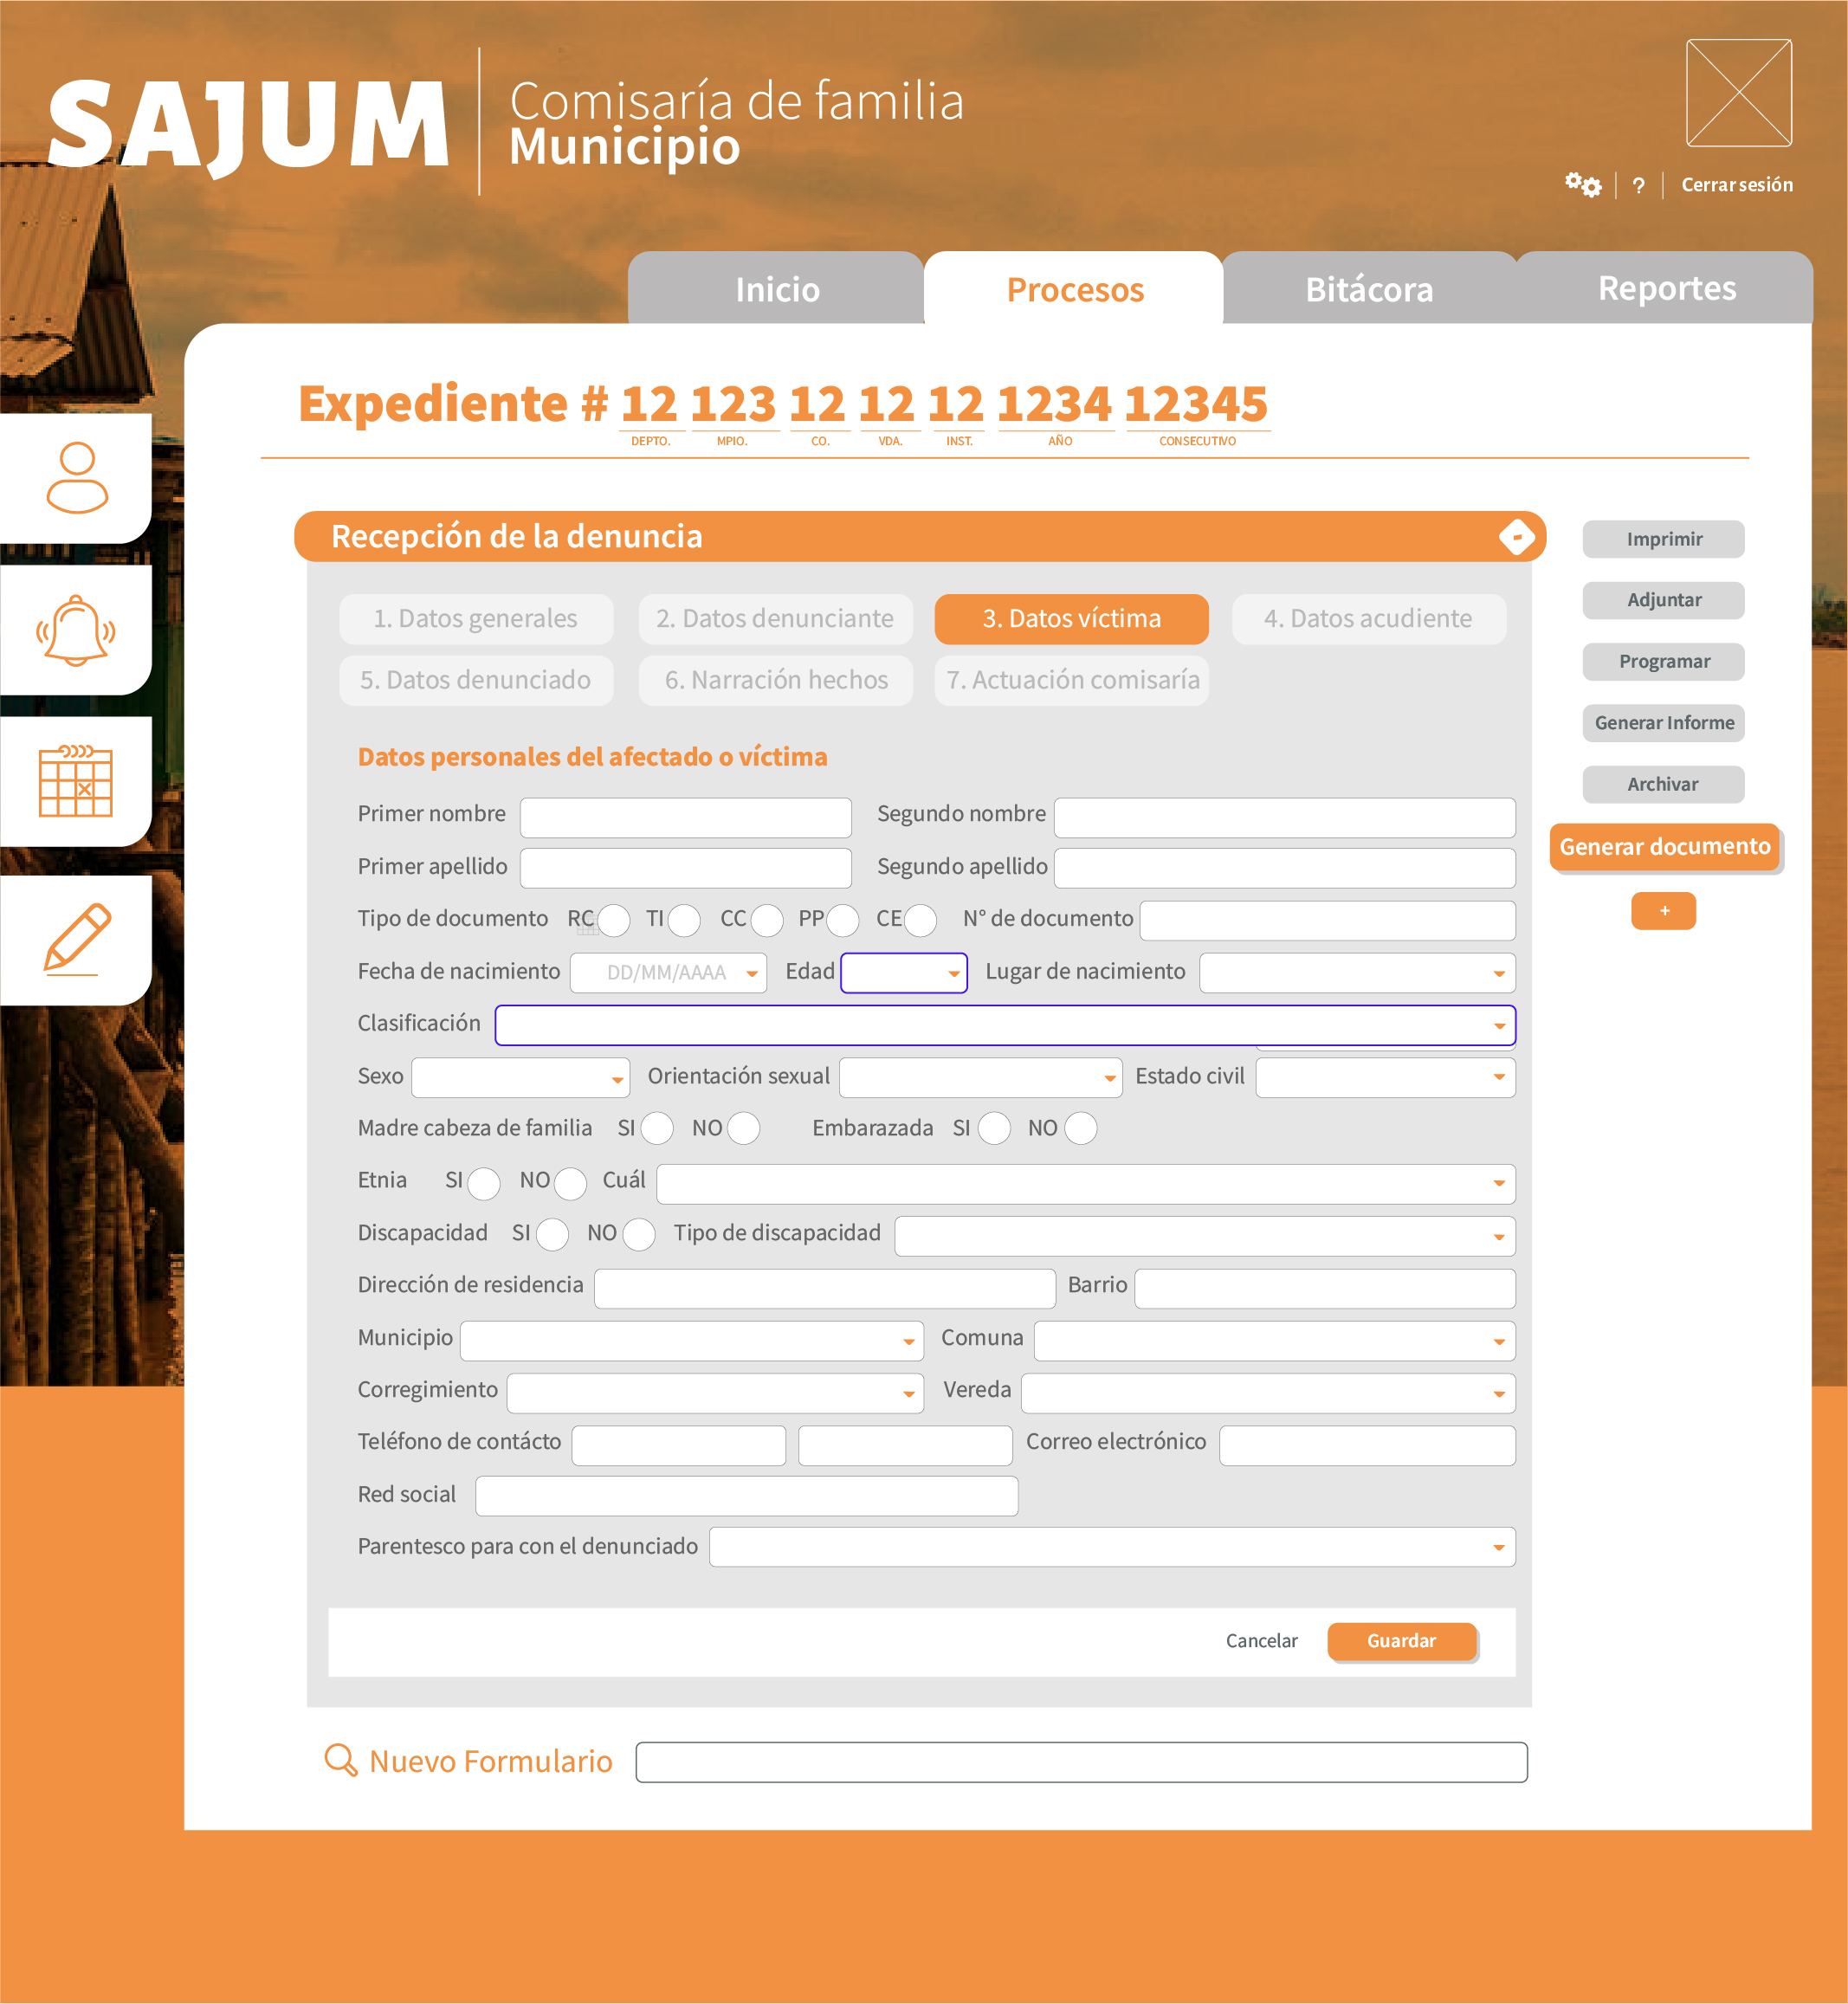 SAJUM
Comisaría de familia
Municipio
? Cerrar sesión
Inicio Procesos Bitácora Reportes
Expediente # 12 123 12 12 12 1234 12345
DEPTO. MPIO. CO. VDA. INST. AÑO CONSECUTIVO
Recepción de la denuncia -
1. Datos generales 2. Datos denunciante 3. Datos víctima 4. Datos acudiente
5. Datos denunciado 6. Narración hechos 7. Actuación comisaría
Datos personales del afectado o víctima
Primer nombre Segundo nombre
Primer apellido Segundo apellido
Tipo de documento RC TI CC PP CE N° de documento
Fecha de nacimiento DD/MM/AAAA Edad Lugar de nacimiento
Clasificación
Sexo Orientación sexual Estado civil
Madre cabeza de familia SI NO Embarazada SI NO
Etnia SI NO Cuál
Discapacidad SI NO Tipo de discapacidad
Dirección de residencia Barrio
Municipio Comuna
Corregimiento Vereda
Teléfono de contácto Correo electrónico
Red social
Parentesco para con el denunciado
Cancelar Guardar
Imprimir
Adjuntar
Programar
Generar Informe
Archivar
Generar documento
+
Nuevo Formulario